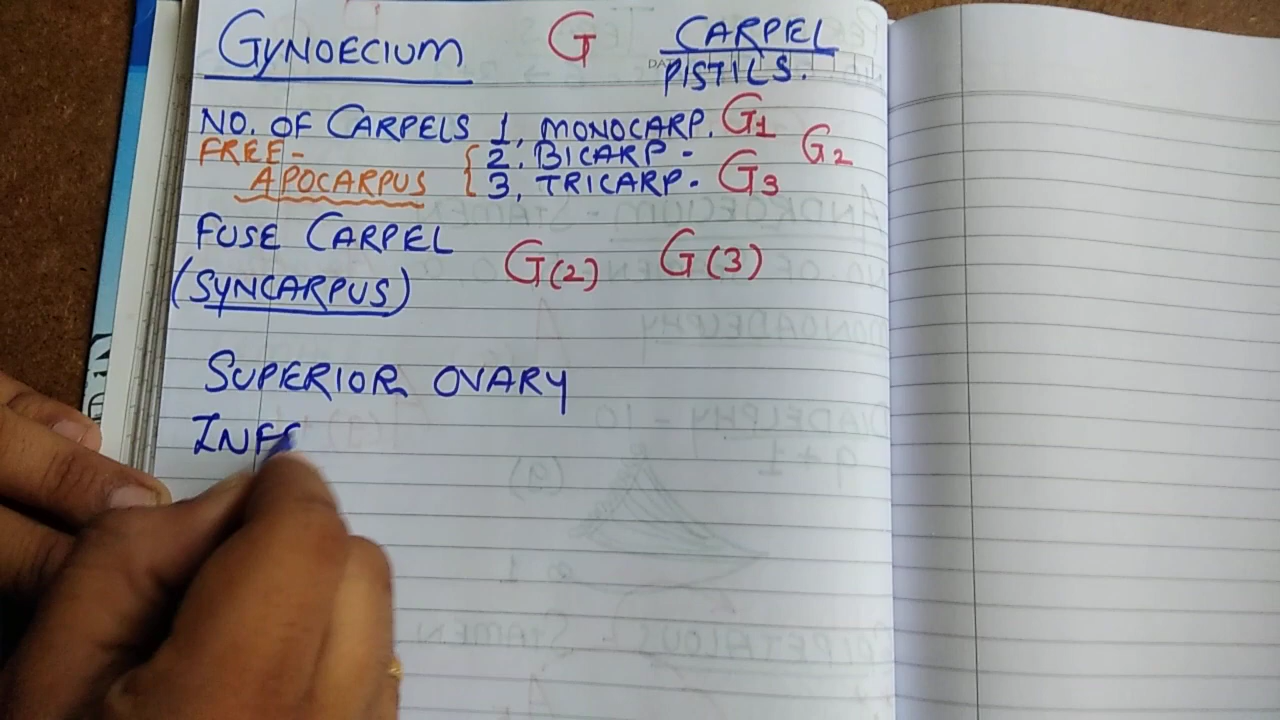 GYNOECIUM G CARPEL
PISTILS.
NO. OF CARPELS 1, MONOCARP. G1
FREE- 2. BICARP - G2
APOCARPUS 3, TRICARP. G3
FUSE CARPEL G(2) G(3)
(SYNCARPUS)
SUPERIOR OVARY
INFE